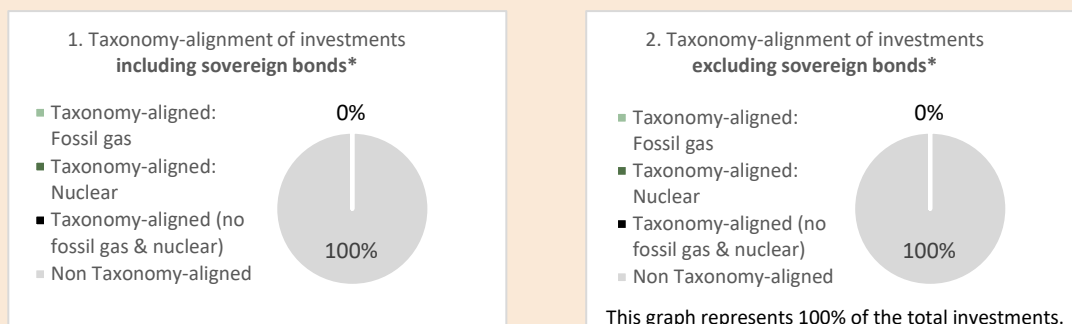 1. Taxonomy-alignment of investments
including sovereign bonds*
Taxonomy-aligned:
Fossil gas
Taxonomy-aligned:
Nuclear
Taxonomy-aligned (no
fossil gas & nuclear)
Non Taxonomy-aligned
0%
100%
2. Taxonomy-alignment of investments
excluding sovereign bonds*
Taxonomy-aligned:
Fossil gas
Taxonomy-aligned:
Nuclear
Taxonomy-aligned (no
fossil gas & nuclear)
Non Taxonomy-aligned
0%
100%
This graph represents 100% of the total investments.